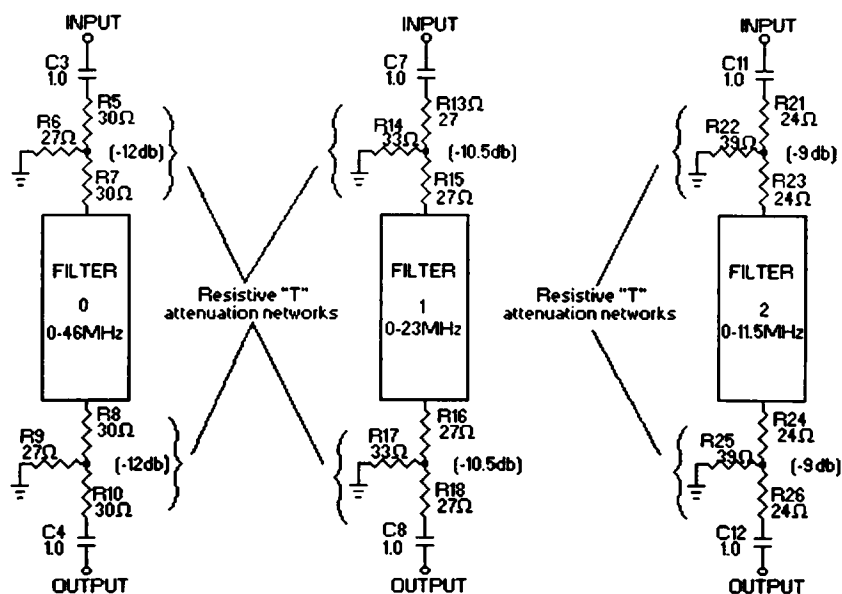 INPUT
C3
1.0
R5
30Ω
R6
27Ω
(-12db)
R7
30Ω
FILTER
0
0-46MHz
R8
30Ω
R9
27Ω
(-12db)
R10
30Ω
C4
1.0
OUTPUT
Resistive "T"
attenuation networks
INPUT
C7
1.0
R13Ω
27
R14
33Ω
(-10.5db)
R15
27Ω
FILTER
1
0-23MHz
R16
27Ω
R17
33Ω
(-10.5db)
R18
27Ω
C8
1.0
OUTPUT
Resistive "T"
attenuation networks
INPUT
C11
1.0
R21
24Ω
R22
39Ω
(-9db)
R23
24Ω
FILTER
2
0-11.5MHz
R24
24Ω
R25
39Ω
(-9db)
R26
24Ω
C12
1.0
OUTPUT